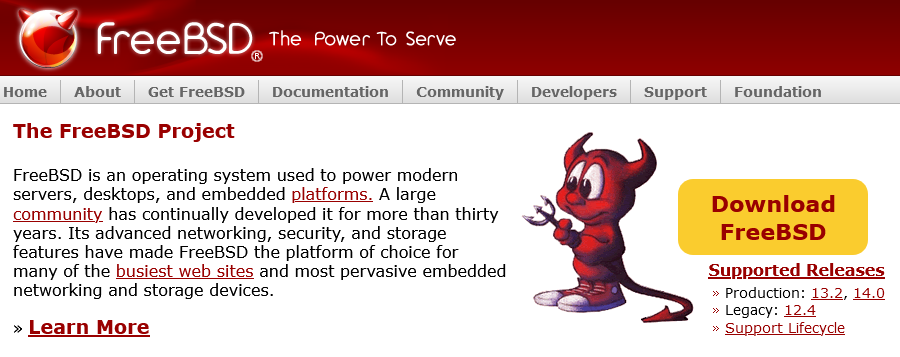 FreeBSD® The Power To Serve
Home About Get FreeBSD Documentation Community Developers Support Foundation
The FreeBSD Project
FreeBSD is an operating system used to power modern
servers, desktops, and embedded platforms. A large
community has continually developed it for more than thirty
years. Its advanced networking, security, and storage
features have made FreeBSD the platform of choice for
many of the busiest web sites and most pervasive embedded
networking and storage devices.
» Learn More
Download
FreeBSD
Supported Releases
» Production: 13.2, 14.0
» Legacy: 12.4
» Support Lifecycle